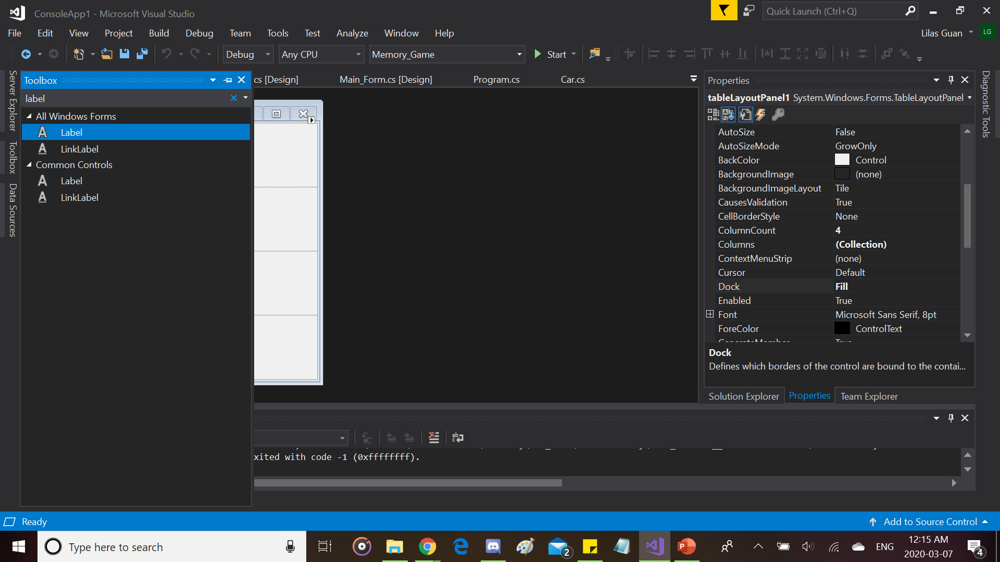 ConsoleApp1 - Microsoft Visual Studio
Quick Launch (Ctrl+Q)
File Edit View Project Build Debug Team Tools Test Analyze Window Help
Lilas Guan
LG
Debug Any CPU Memory_Game Start
Server Explorer
Toolbox
Data Sources
Toolbox
label
All Windows Forms
Label
LinkLabel
Common Controls
Label
LinkLabel
cs [Design] Main_Form.cs [Design] Program.cs Car.cs
xited with code -1 (0xffffffff).
Properties
tableLayoutPanel1 System.Windows.Forms.TableLayoutPanel
AutoSize False
AutoSizeMode GrowOnly
BackColor Control
BackgroundImage (none)
BackgroundImageLayout Tile
CausesValidation True
CellBorderStyle None
ColumnCount 4
Columns (Collection)
ContextMenuStrip (none)
Cursor Default
Dock Fill
Enabled True
Font Microsoft Sans Serif, 8pt
ForeColor ControlText
GenerateMember True
Dock
Defines which borders of the control are bound to the contai...
Solution Explorer Properties Team Explorer
Diagnostic Tools
Ready
Add to Source Control
Type here to search
2
ENG
12:15 AM
2020-03-07
4